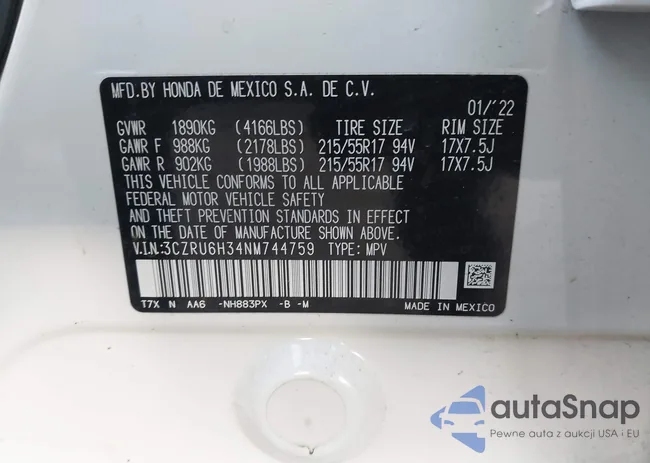 MFD.BY HONDA DE MEXICO S.A. DE C.V.
01/'22
GVWR 1890KG (4166LBS) TIRE SIZE RIM SIZE
GAWR F 988KG (2178LBS) 215/55R17 94V 17X7.5J
GAWR R 902KG (1988LBS) 215/55R17 94V 17X7.5J
THIS VEHICLE CONFORMS TO ALL APPLICABLE
FEDERAL MOTOR VEHICLE SAFETY
AND THEFT PREVENTION STANDARDS IN EFFECT
ON THE DATE OF MANUFACTURE SHOWN ABOVE.
V.I.N:3CZRU6H34NM744759 TYPE: MPV
T7X N AA6 -NH883PX -B -M MADE IN MEXICO
autoSnap
Pewne auta z aukcji USA i EU